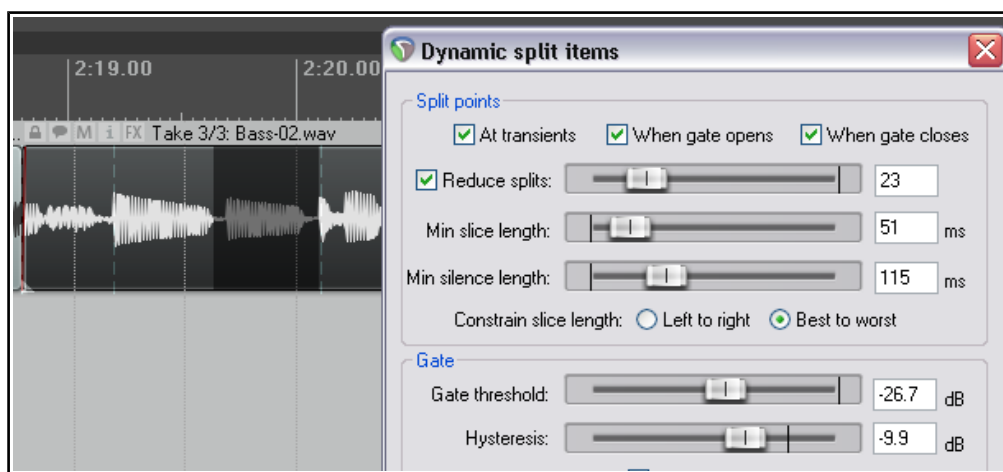 Dynamic split items
2:19.00 2:20.00
Split points
At transients When gate opens When gate closes
M i FX Take 3/3: Bass-02.wav
Reduce splits: 23
Min slice length: 51 ms
Min silence length: 115 ms
Constrain slice length: Left to right Best to worst
Gate
Gate threshold: -26.7 dB
Hysteresis: -9.9 dB